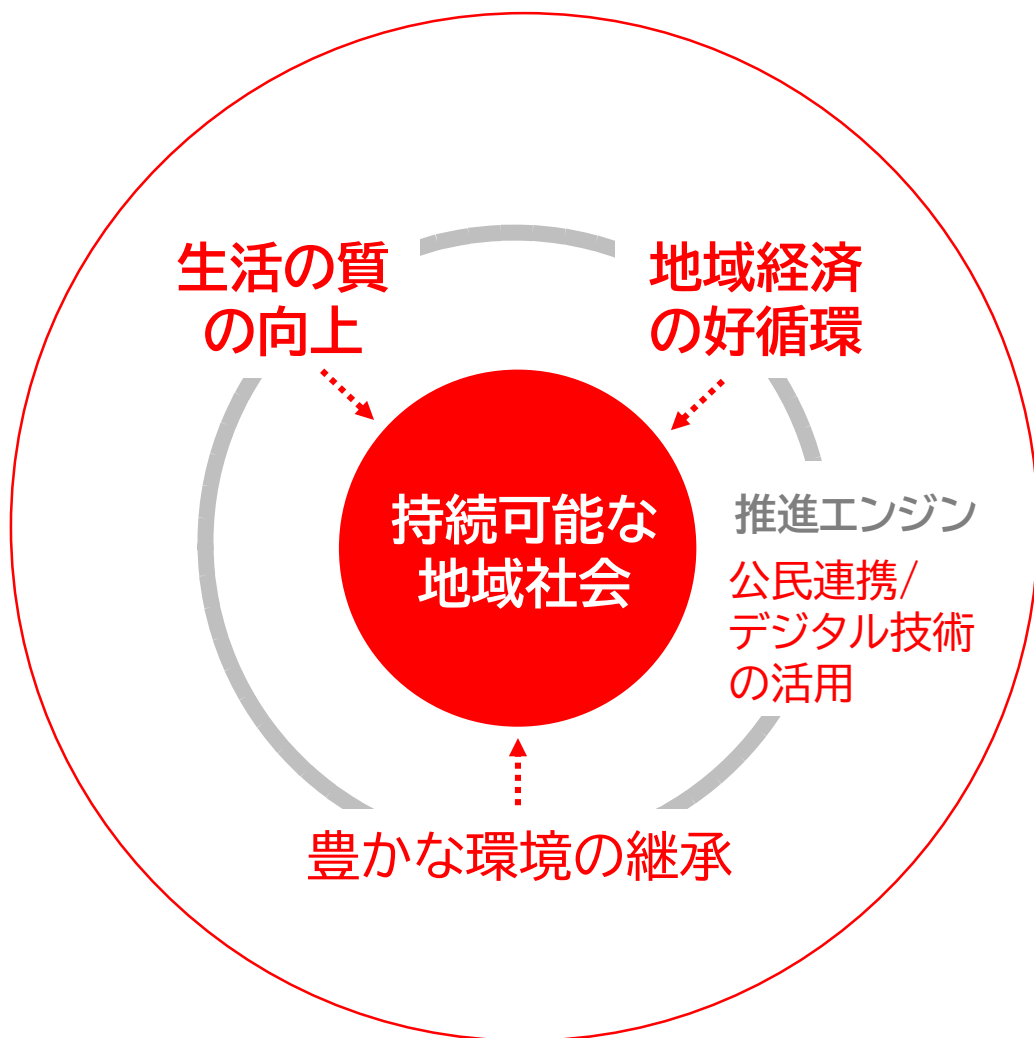 生活の質
の向上
地域経済
の好循環
持続可能な
地域社会
推進エンジン
公民連携/
デジタル技術
の活用
豊かな環境の継承